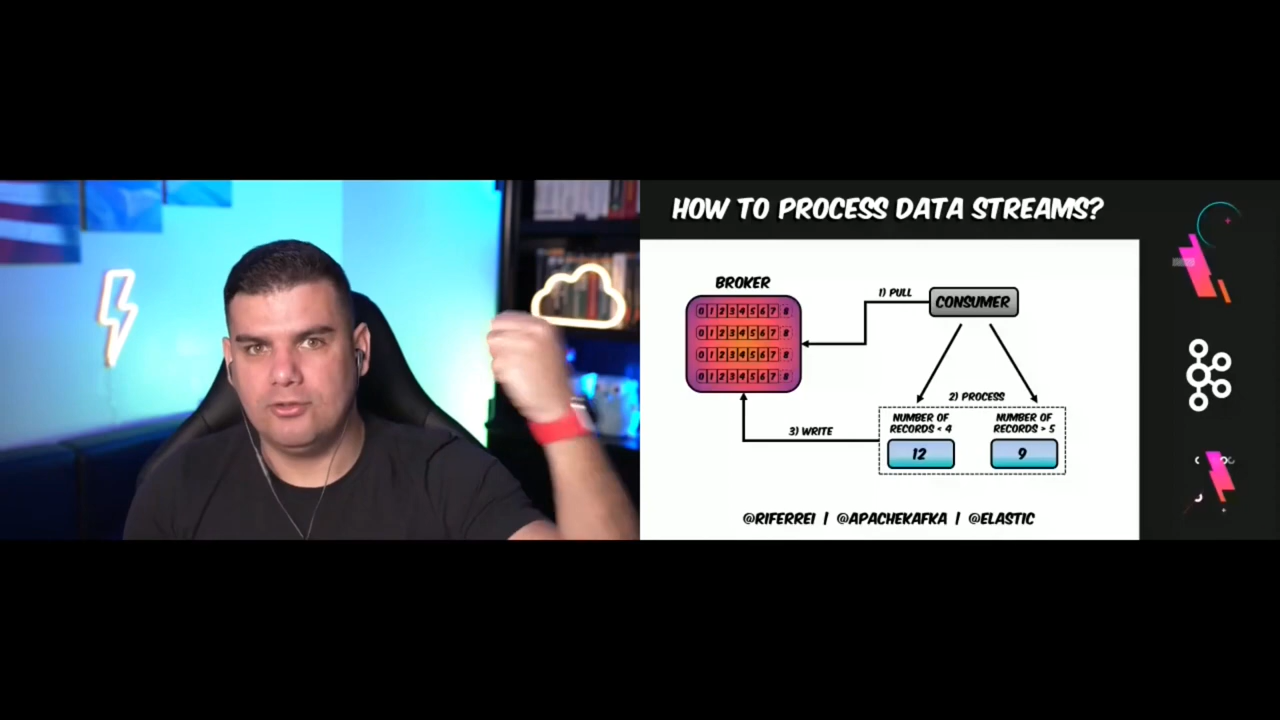 HOW TO PROCESS DATA STREAMS?
BROKER
1) PULL
CONSUMER
0 1 2 3 4 5 6 7 8
0 1 2 3 4 5 6 7 8
0 1 2 3 4 5 6 7 8
0 1 2 3 4 5 6 7 8
2) PROCESS
NUMBER OF
RECORDS < 4
NUMBER OF
RECORDS > 5
3) WRITE
12
9
@RIFERREI | @APACHEKAFKA | @ELASTIC